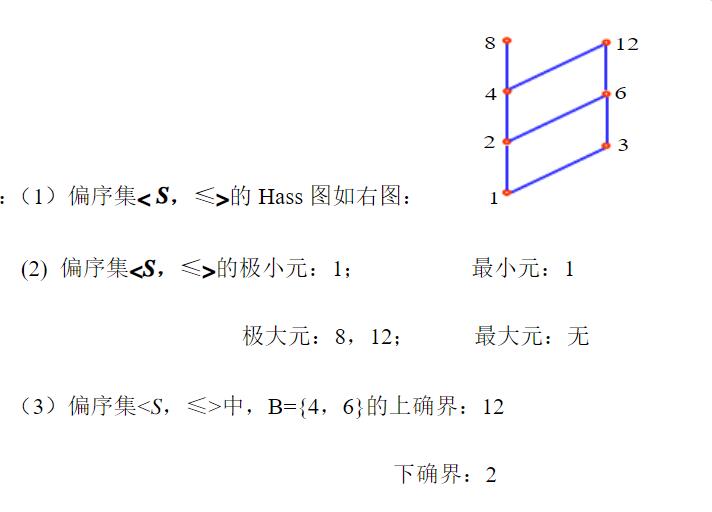 8 12
4 6
2 3
1
：（1）偏序集< S，≤>的 Hass 图如右图：
(2) 偏序集<S，≤>的极小元：1； 最小元：1
极大元：8，12； 最大元：无
（3）偏序集<S，≤>中，B={4，6}的上确界：12
下确界：2